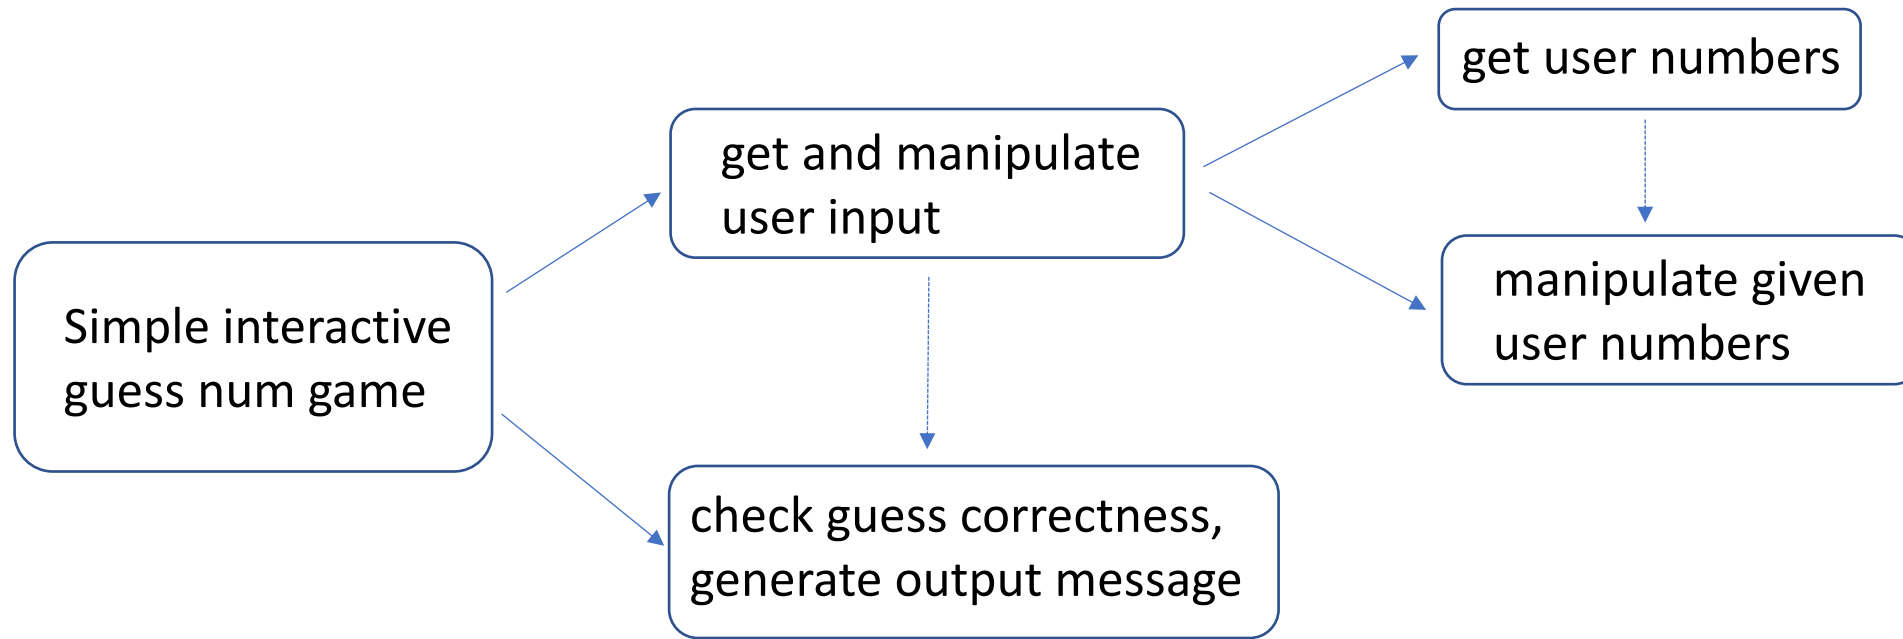 Simple interactive
guess num game
get and manipulate
user input
check guess correctness,
generate output message
get user numbers
manipulate given
user numbers